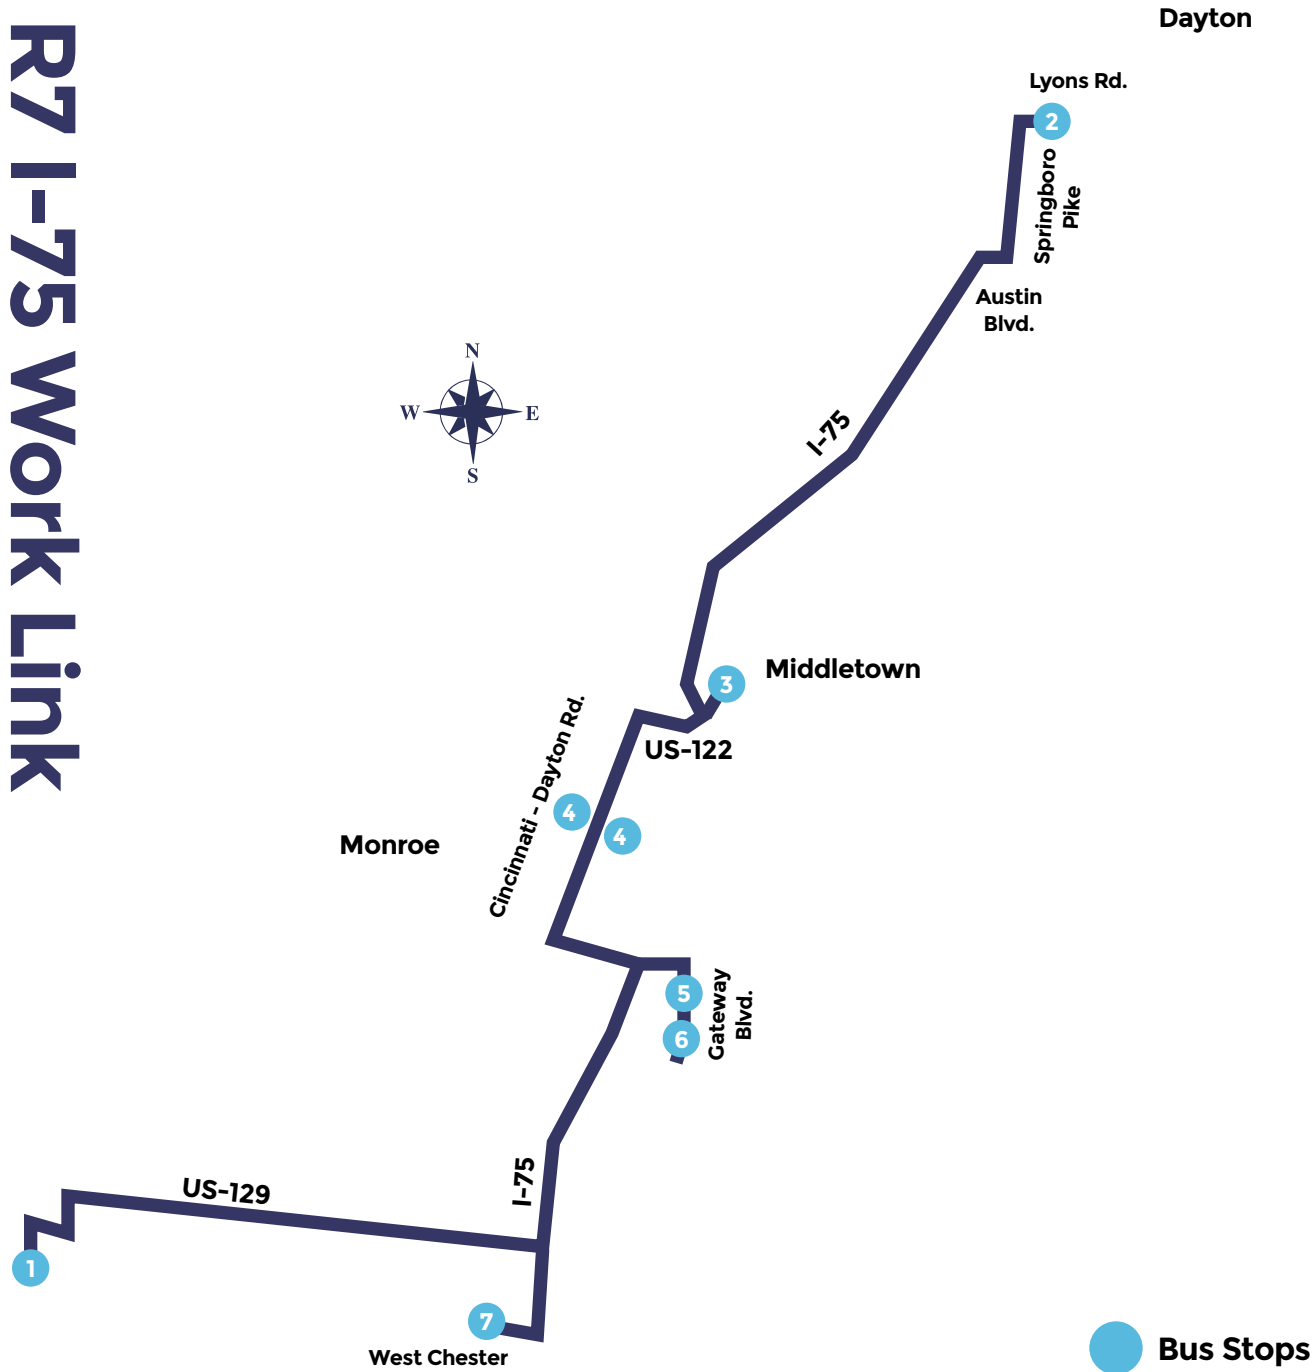 R7 I-75 Work Link
Dayton
Lyons Rd.
2
Springboro
Pike
Austin
Blvd.
N
W
E
S
I-75
3
Middletown
US-122
Cincinnati - Dayton Rd.
4
4
Monroe
5
6
Gateway
Blvd.
I-75
US-129
1
7
West Chester
Bus Stops